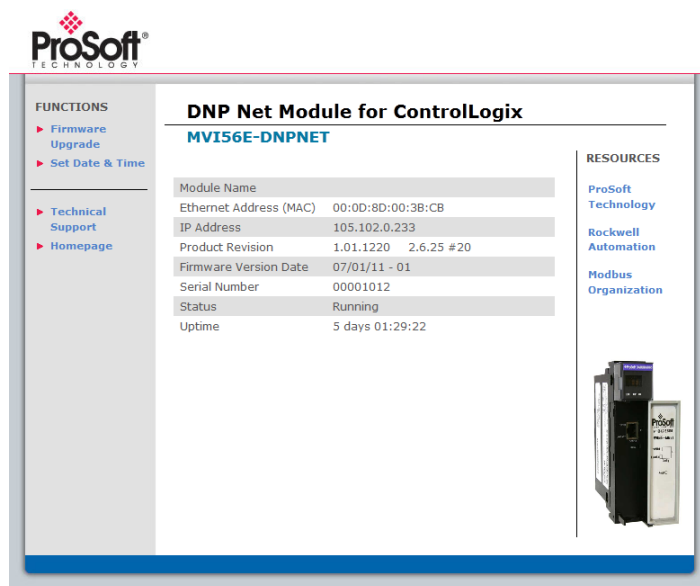 ProSoft®
TECHNOLOGY
FUNCTIONS
Firmware
Upgrade
Set Date & Time
Technical
Support
Homepage
DNP Net Module for ControlLogix
MVI56E-DNPNET
Module Name
Ethernet Address (MAC) 00:0D:8D:00:3B:CB
IP Address 105.102.0.233
Product Revision 1.01.1220 2.6.25 #20
Firmware Version Date 07/01/11 - 01
Serial Number 00001012
Status Running
Uptime 5 days 01:29:22
RESOURCES
ProSoft
Technology
Rockwell
Automation
Modbus
Organization
ProSoft